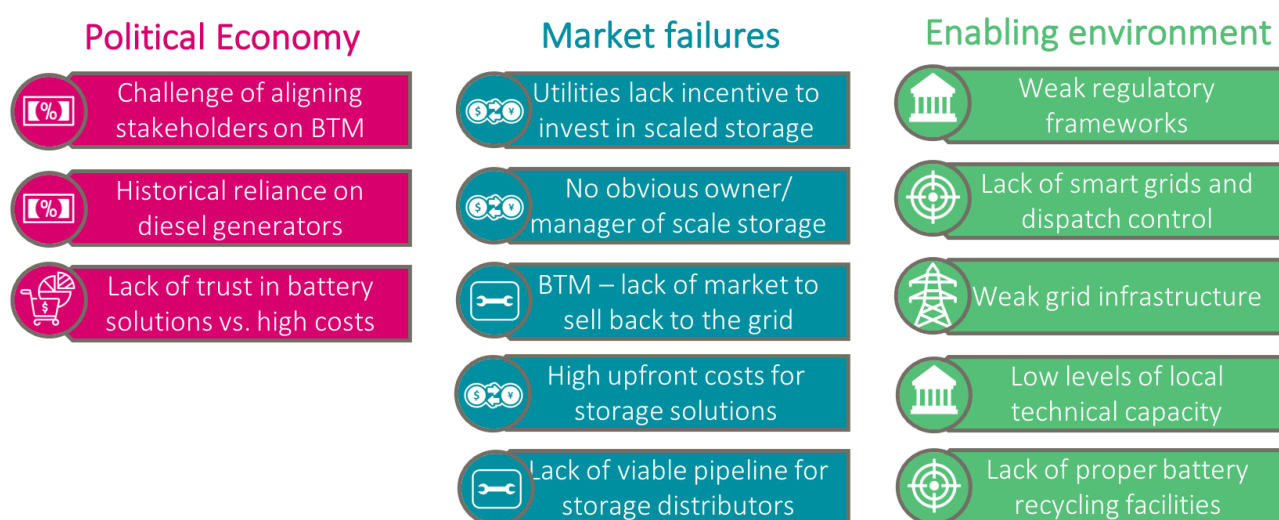 Political Economy
Challenge of aligning
stakeholders on BTM
Historical reliance on
diesel generators
Lack of trust in battery
solutions vs. high costs
Market failures
Utilities lack incentive to
invest in scaled storage
No obvious owner/
manager of scale storage
BTM – lack of market to
sell back to the grid
High upfront costs for
storage solutions
Lack of viable pipeline for
storage distributors
Enabling environment
Weak regulatory
frameworks
Lack of smart grids and
dispatch control
Weak grid infrastructure
Low levels of local
technical capacity
Lack of proper battery
recycling facilities